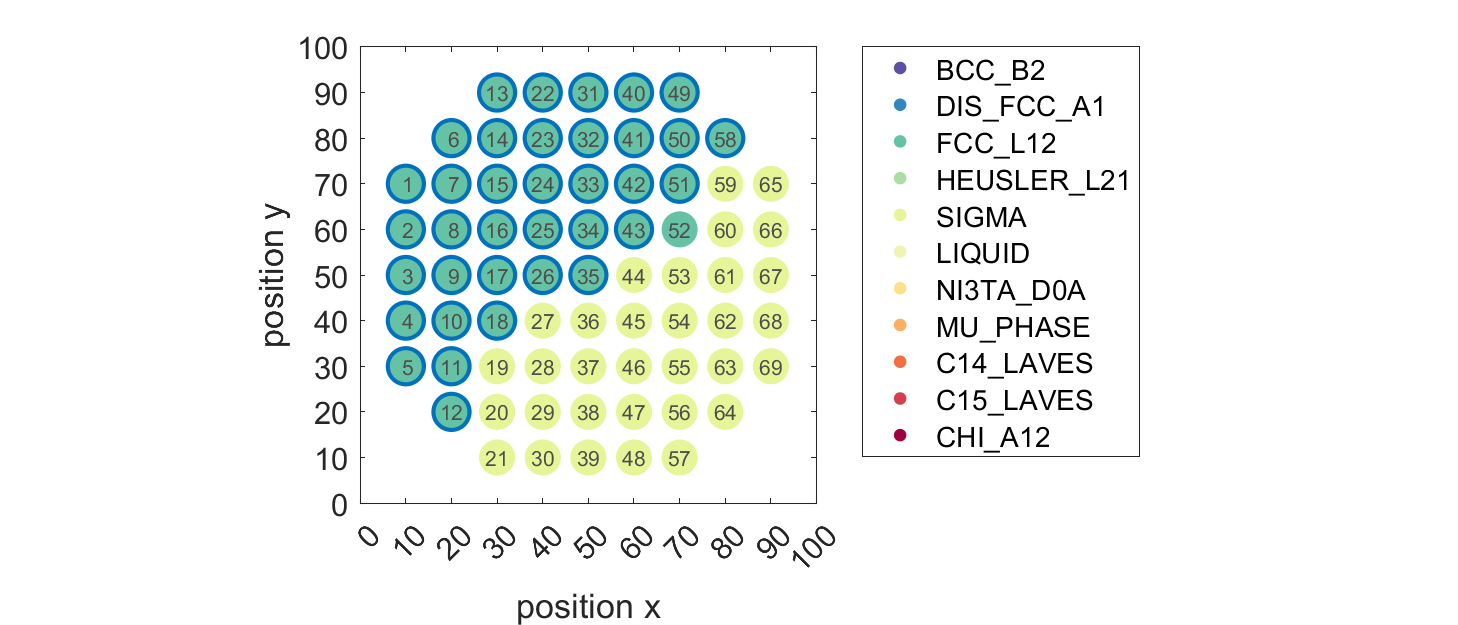 100
90
80
70
60
50
40
30
20
10
0
position y
13 22 31 40 49
6 14 23 32 41 50 58
1 7 15 24 33 42 51 59 65
2 8 16 25 34 43 52 60 66
3 9 17 26 35 44 53 61 67
4 10 18 27 36 45 54 62 68
5 11 19 28 37 46 55 63 69
12 20 29 38 47 56 64
21 30 39 48 57
0 10 20 30 40 50 60 70 80 90 100
position x
BCC_B2
DIS_FCC_A1
FCC_L12
HEUSLER_L21
SIGMA
LIQUID
NI3TA_D0A
MU_PHASE
C14_LAVES
C15_LAVES
CHI_A12